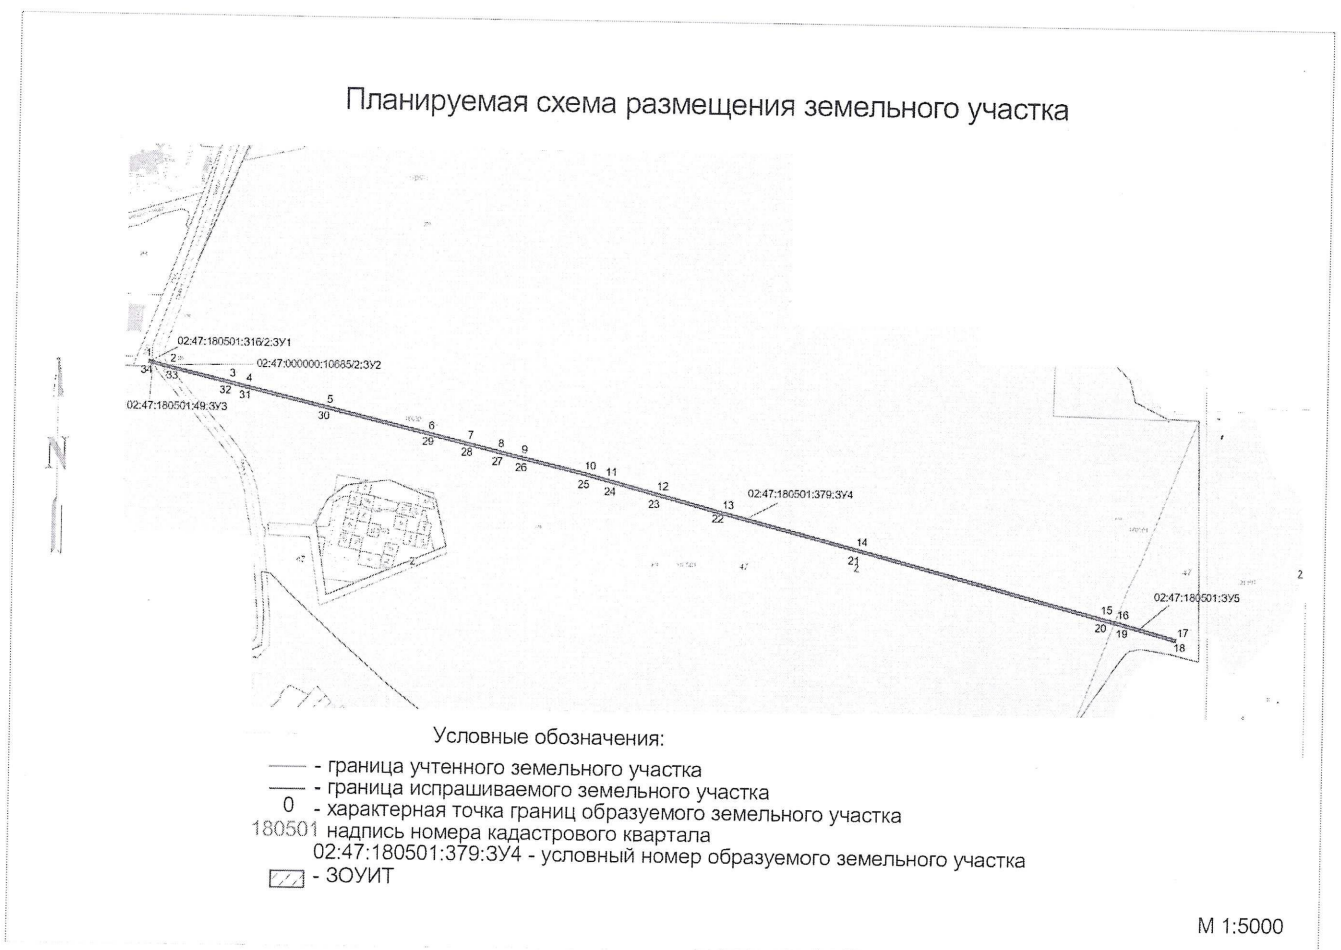 Планируемая схема размещения земельного участка
02:47:180501:316/2:ЗУ1
1
2
34
33
02:47:000000:10685/2:ЗУ2
3
4
32
31
02:47:180501:49:ЗУ3
5
30
6
29
7
28
8
27
9
26
10
25
11
24
12
23
02:47:180501:379:ЗУ4
13
22
14
21
2
47
47
2
N
47
2
02:47:180501:ЗУ5
15
16
20
19
17
18
Условные обозначения:
- граница учтенного земельного участка
- граница испрашиваемого земельного участка
0 - характерная точка границ образуемого земельного участка
180501 надпись номера кадастрового квартала
02:47:180501:379:ЗУ4 - условный номер образуемого земельного участка
- ЗОУИТ
М 1:5000